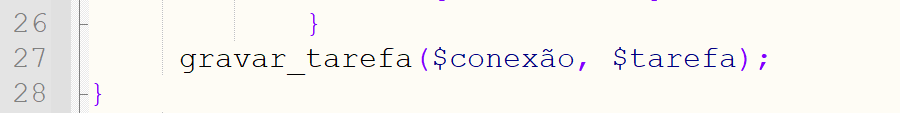 26 }
27 gravar_tarefa($conexão, $tarefa);
28 }